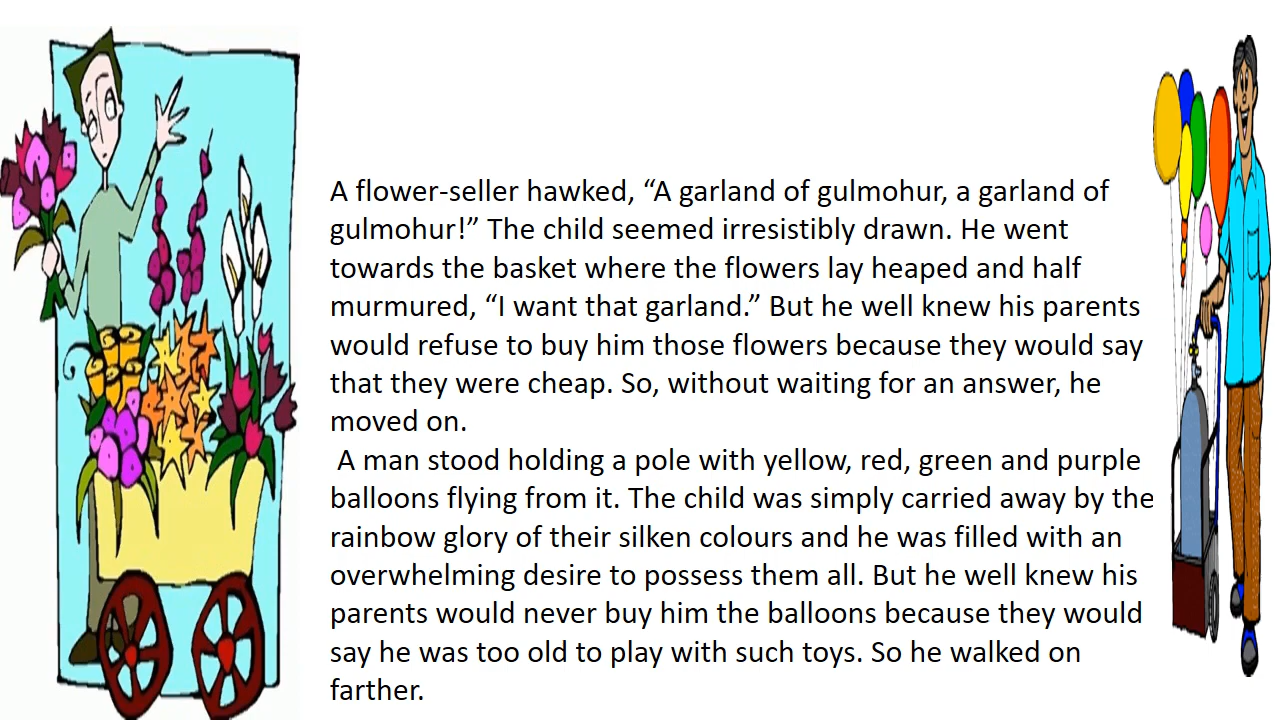 A flower-seller hawked, “A garland of gulmohur, a garland of
gulmohur!” The child seemed irresistibly drawn. He went
towards the basket where the flowers lay heaped and half
murmured, “I want that garland.” But he well knew his parents
would refuse to buy him those flowers because they would say
that they were cheap. So, without waiting for an answer, he
moved on.
A man stood holding a pole with yellow, red, green and purple
balloons flying from it. The child was simply carried away by the
rainbow glory of their silken colours and he was filled with an
overwhelming desire to possess them all. But he well knew his
parents would never buy him the balloons because they would
say he was too old to play with such toys. So he walked on
farther.